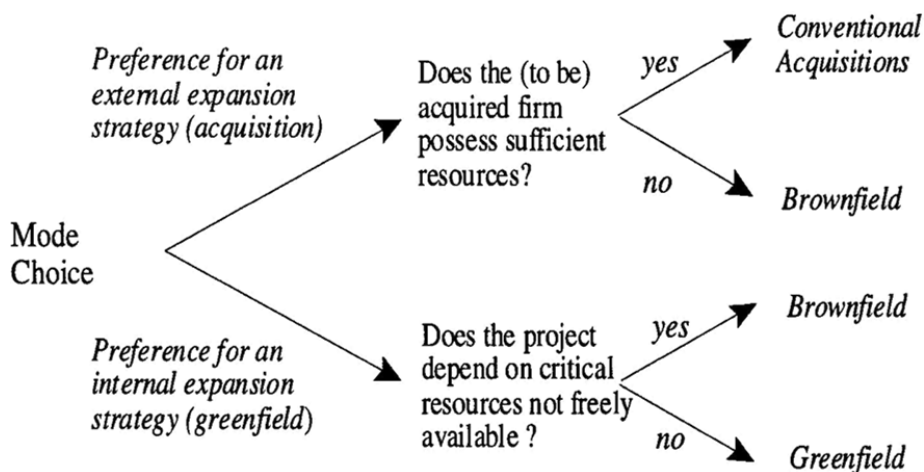 Preference for an
external expansion
strategy (acquisition)
Does the (to be)
acquired firm
possess sufficient
resources?
yes
no
Conventional
Acquisitions
Brownfield
Mode
Choice
Preference for an
internal expansion
strategy (greenfield)
Does the project
depend on critical
resources not freely
available ?
yes
no
Brownfield
Greenfield